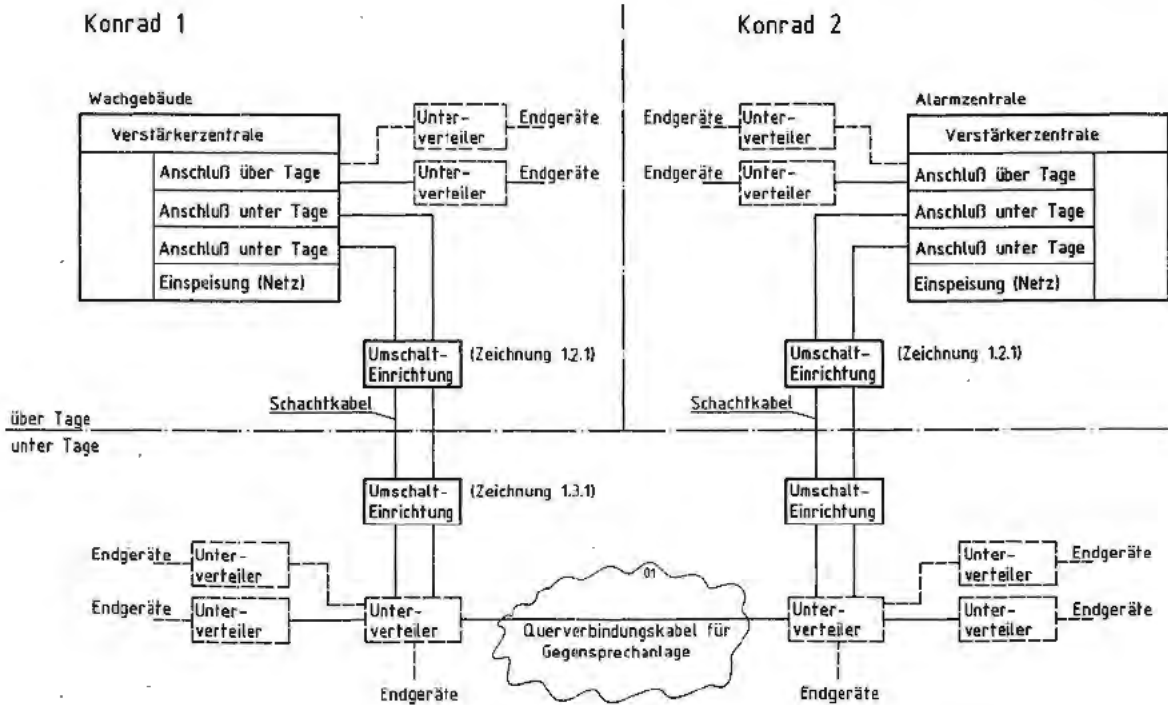 Konrad 1
Konrad 2
Wachgebäude
Verstärkerzentrale
Anschluß über Tage
Anschluß unter Tage
Anschluß unter Tage
Einspeisung (Netz)
Unter-
verteiler
Endgeräte
Unter-
verteiler
Endgeräte
Endgeräte
Unter-
verteiler
Endgeräte
Unter-
verteiler
Alarmzentrale
Verstärkerzentrale
Anschluß über Tage
Anschluß unter Tage
Anschluß unter Tage
Einspeisung (Netz)
Umschalt-
Einrichtung
(Zeichnung 1.2.1)
Umschalt-
Einrichtung
(Zeichnung 1.2.1)
Schachtkabel
Schachtkabel
über Tage
unter Tage
Umschalt-
Einrichtung
(Zeichnung 1.3.1)
Umschalt-
Einrichtung
Endgeräte
Unter-
verteiler
Endgeräte
Unter-
verteiler
Unter-
verteiler
Endgeräte
01
Querverbindungskabel für
Gegensprechanlage
Unter-
verteiler
Endgeräte
Unter-
verteiler
Endgeräte
Unter-
verteiler
Endgeräte